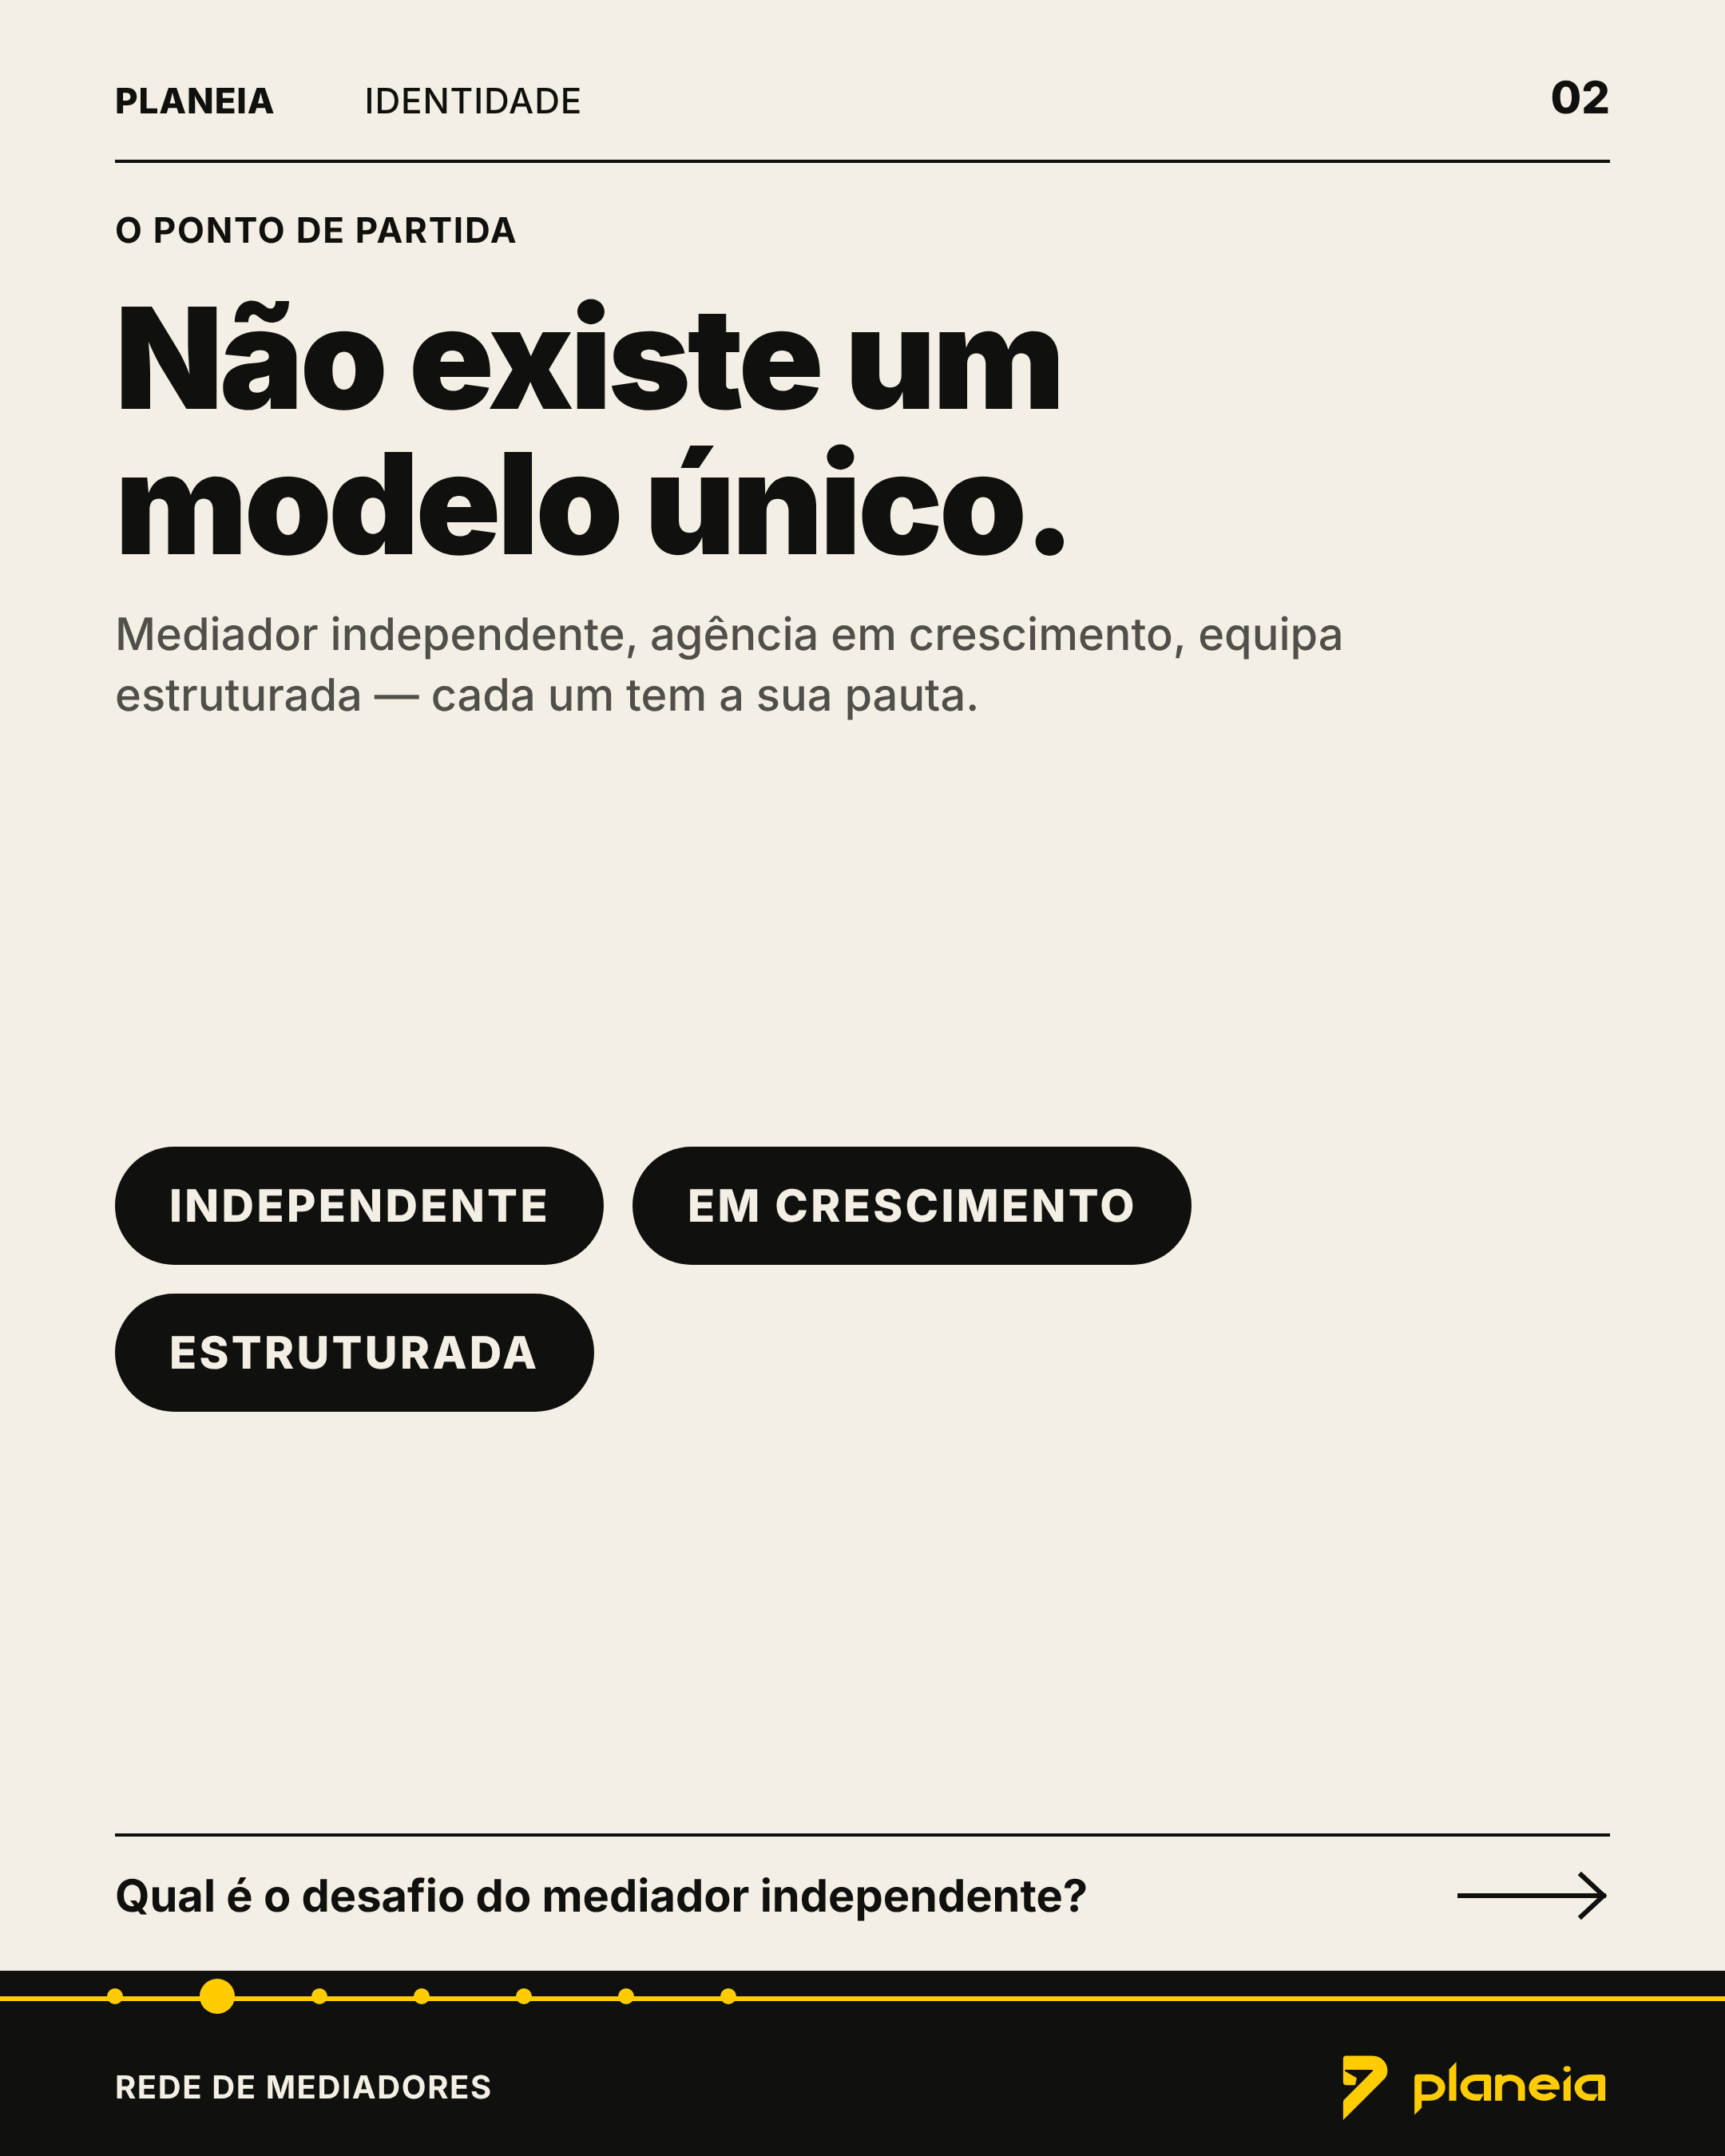 PLANEIA IDENTIDADE 02
O PONTO DE PARTIDA
Não existe um
modelo único.
Mediador independente, agência em crescimento, equipa
estruturada — cada um tem a sua pauta.
INDEPENDENTE EM CRESCIMENTO
ESTRUTURADA
Qual é o desafio do mediador independente?
REDE DE MEDIADORES planeia